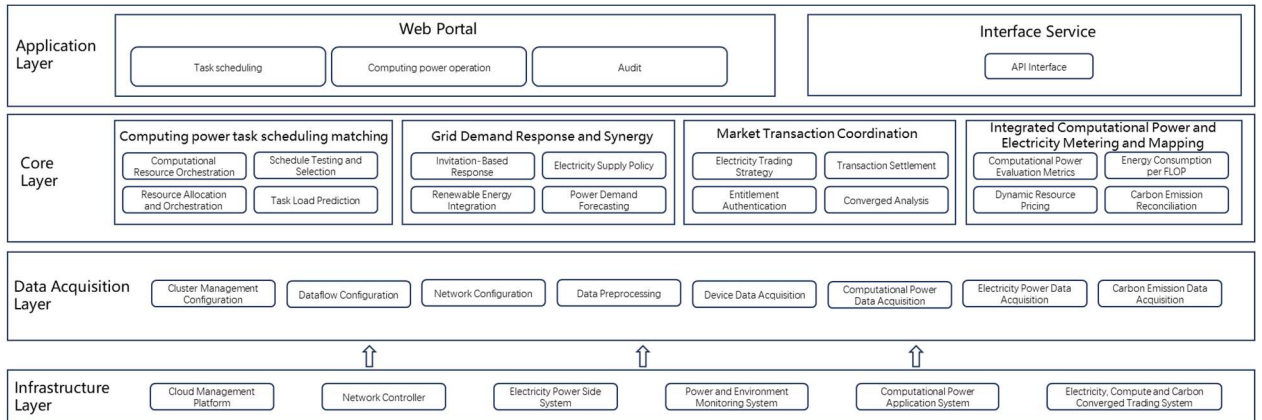 Application
Layer
Web Portal
Task scheduling
Computing power operation
Audit
Interface Service
API Interface
Core
Layer
Computing power task scheduling matching
Computational
Resource Orchestration
Schedule Testing and
Selection
Resource Allocation
and Orchestration
Task Load Prediction
Grid Demand Response and Synergy
Invitation-Based
Response
Electricity Supply Policy
Renewable Energy
Integration
Power Demand
Forecasting
Market Transaction Coordination
Electricity Trading
Strategy
Transaction Settlement
Entitlement
Authentication
Converged Analysis
Integrated Computational Power and
Electricity Metering and Mapping
Computational Power
Evaluation Metrics
Energy Consumption
per FLOP
Dynamic Resource
Pricing
Carbon Emission
Reconciliation
Data Acquisition
Layer
Cluster Management
Configuration
Dataflow Configuration
Network Configuration
Data Preprocessing
Device Data Acquisition
Computational Power
Data Acquisition
Electricity Power Data
Acquisition
Carbon Emission Data
Acquisition
Infrastructure
Layer
Cloud Management
Platform
Network Controller
Electricity Power Side
System
Power and Environment
Monitoring System
Computational Power
Application System
Electricity, Compute and Carbon
Converged Trading System